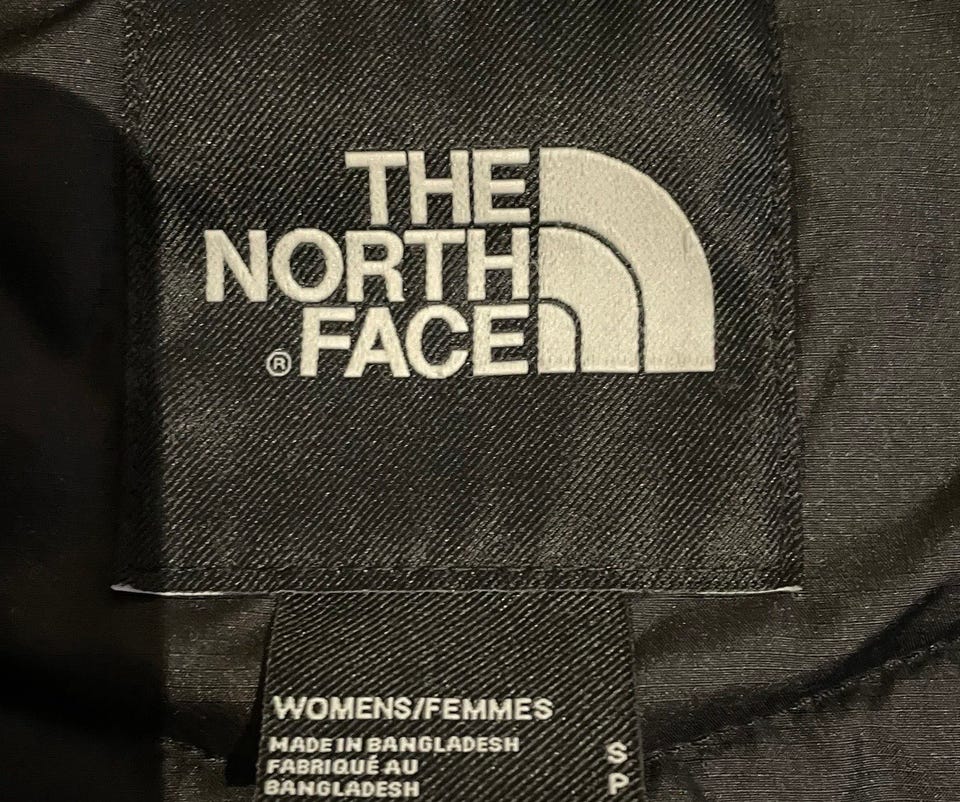 THE
NORTH
® FACE
WOMENS/FEMMES
MADE IN BANGLADESH
FABRIQUÉ AU
BANGLADESH
S
P